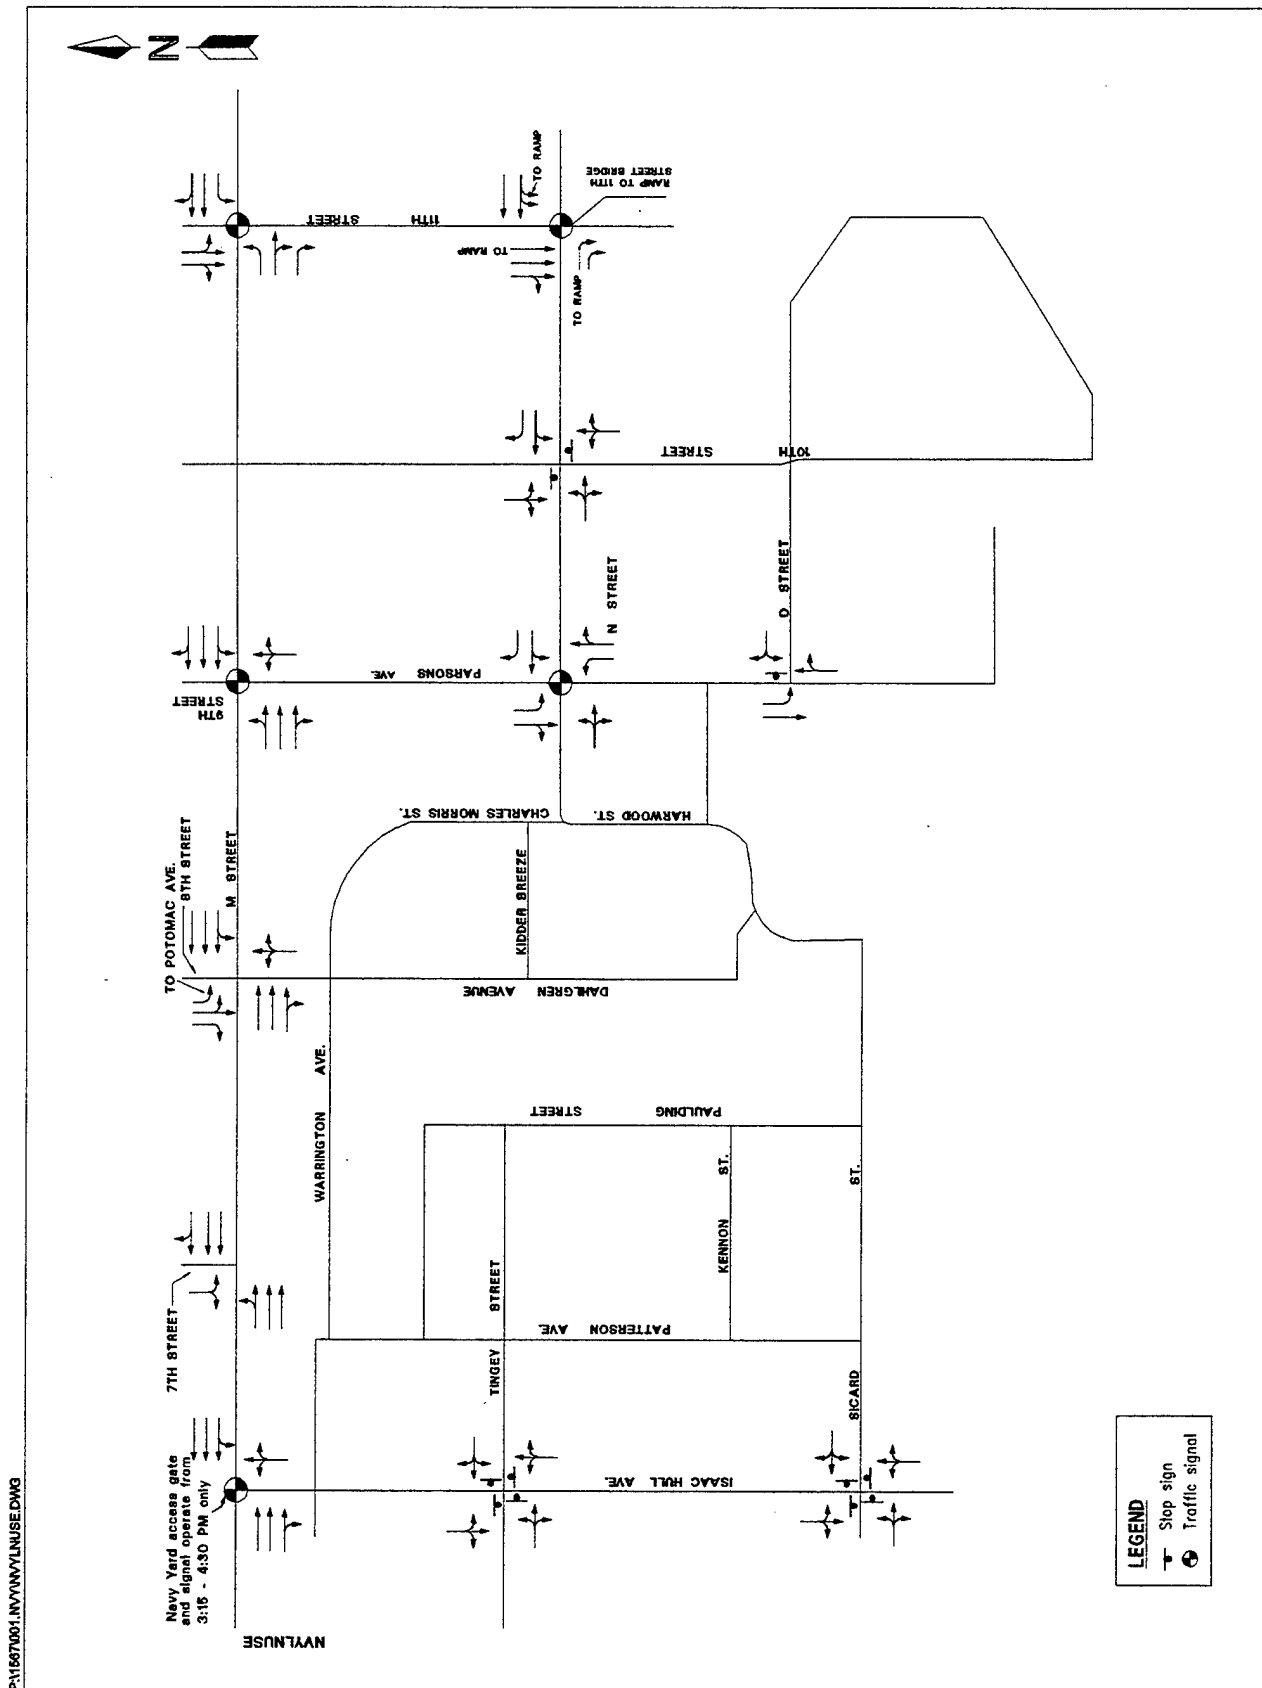 P:\1567\001.NVY\NVYLNUSE.DWG
N
TO RAMP
RAMP TO 11TH
STREET BRIDGE
11TH STREET
TO RAMP
TO RAMP
10TH STREET
N STREET
O STREET
PARSONS AVE.
9TH
STREET
CHARLES MORRIS ST.
HARWOOD ST.
TO POTOMAC AVE.
8TH STREET
M STREET
KIDDER BREEZE
DAHLGREN AVENUE
WARRINGTON AVE.
PAULDING STREET
KENNON ST.
SICARD ST.
7TH STREET
TINGEY STREET
PATTERSON AVE.
Navy Yard access gate
and signal operate from
3:15 - 4:30 PM only
ISAAC HULL AVE.
NVYLNUSE
LEGEND
Stop sign
Traffic signal